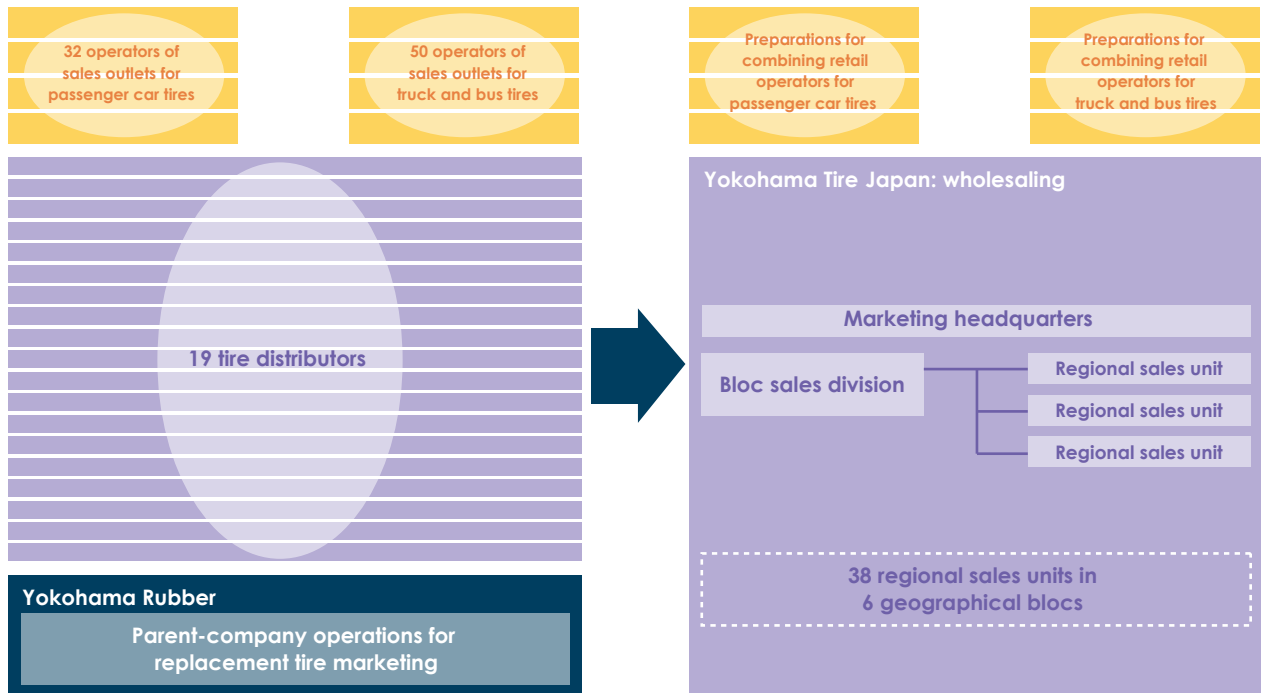 32 operators of
sales outlets for
passenger car tires
50 operators of
sales outlets for
truck and bus tires
19 tire distributors
Yokohama Rubber
Parent-company operations for
replacement tire marketing
Preparations for
combining retail
operators for
passenger car tires
Preparations for
combining retail
operators for
truck and bus tires
Yokohama Tire Japan: wholesaling
Marketing headquarters
Bloc sales division
Regional sales unit
Regional sales unit
Regional sales unit
38 regional sales units in
6 geographical blocs